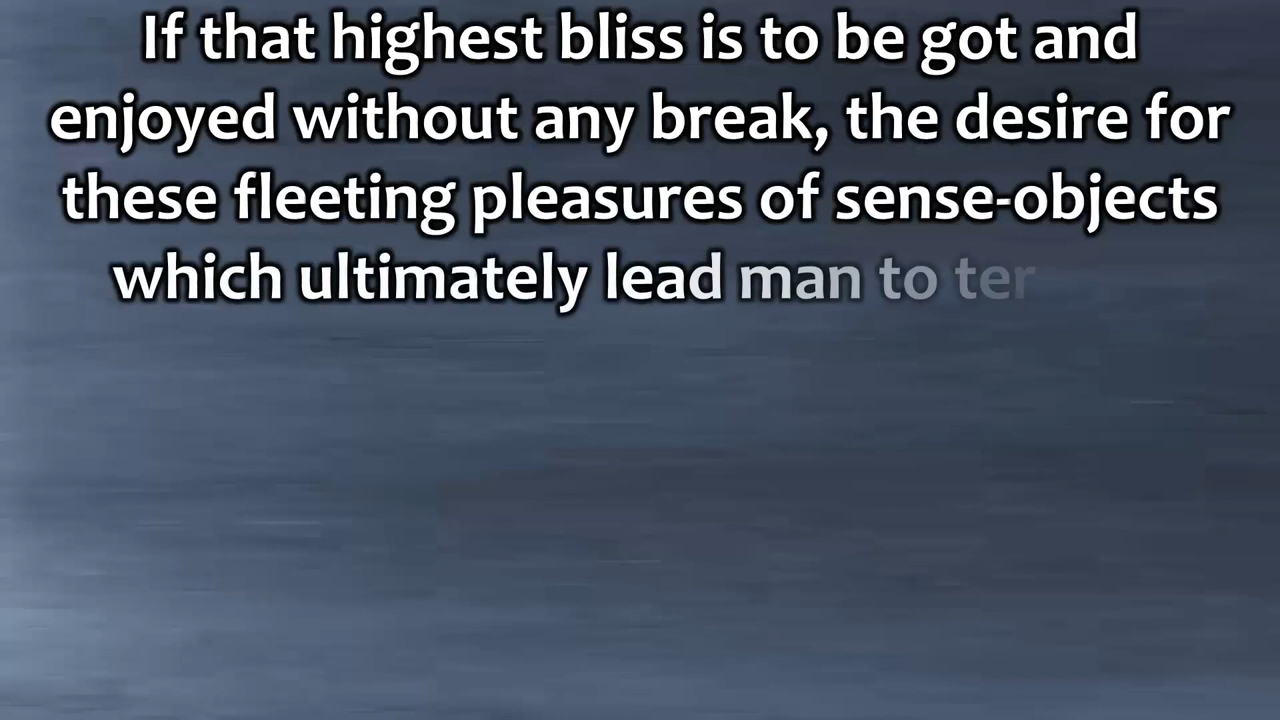 If that highest bliss is to be got and
enjoyed without any break, the desire for
these fleeting pleasures of sense-objects
which ultimately lead man to ter